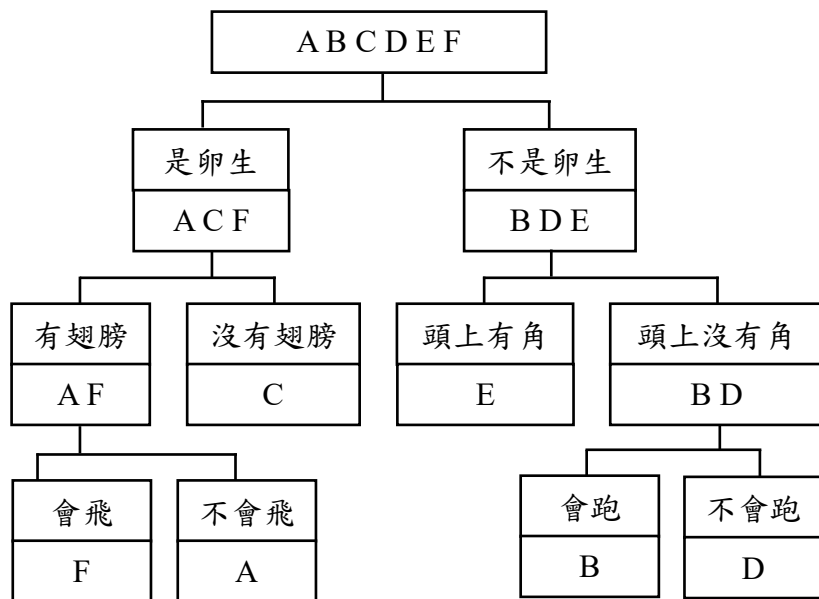 A B C D E F
是卵生
不是卵生
A C F
B D E
有翅膀
沒有翅膀
頭上有角
頭上沒有角
A F
C
E
B D
會飛
不會飛
會跑
不會跑
F
A
B
D